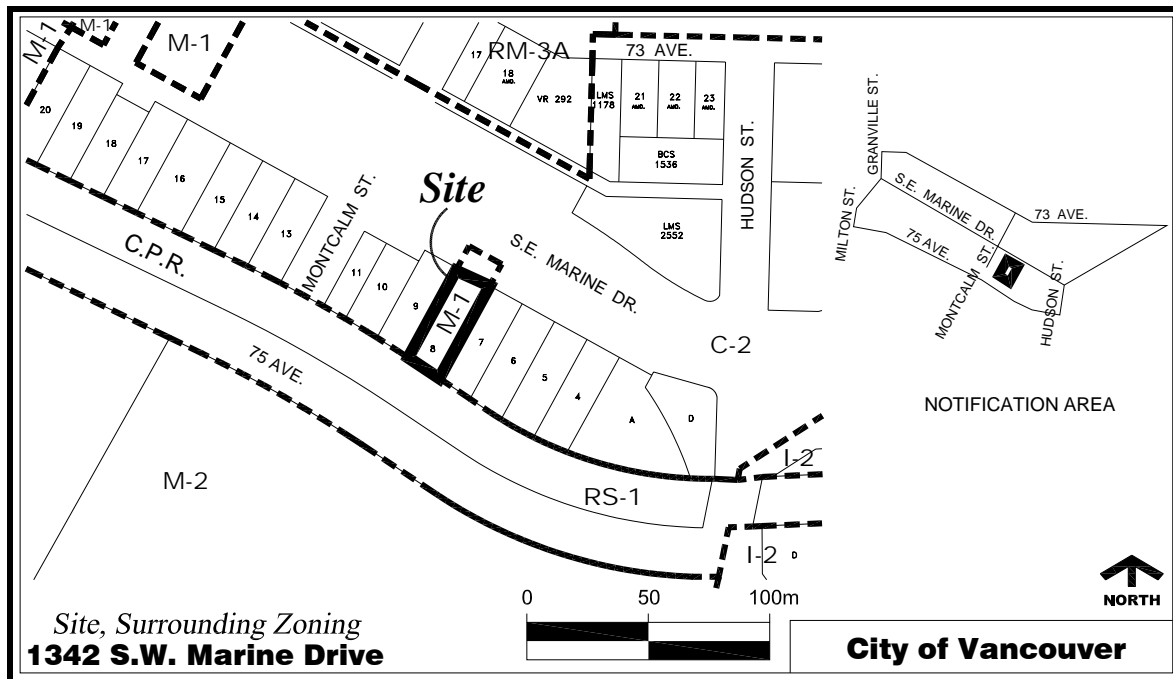 M-1
M-1
M-1
RM-3A
73 AVE.
17
18
AMD.
VR 292
LMS
1178
21
AMD.
22
AMD.
23
AMD.
BCS
1536
HUDSON ST.
LMS
2552
20
19
18
17
16
15
14
13
MONTCALM ST.
Site
S.E. MARINE DR.
C.P.R.
11
10
9
M-1
8
7
6
5
4
A
D
C-2
75 AVE.
M-2
RS-1
I-2
I-2
D
GRANVILLE ST.
S.E. MARINE DR.
73 AVE.
MILTON ST.
75 AVE.
MONTCALM ST.
HUDSON ST.
NOTIFICATION AREA
NORTH
0 50 100m
Site, Surrounding Zoning
1342 S.W. Marine Drive
City of Vancouver